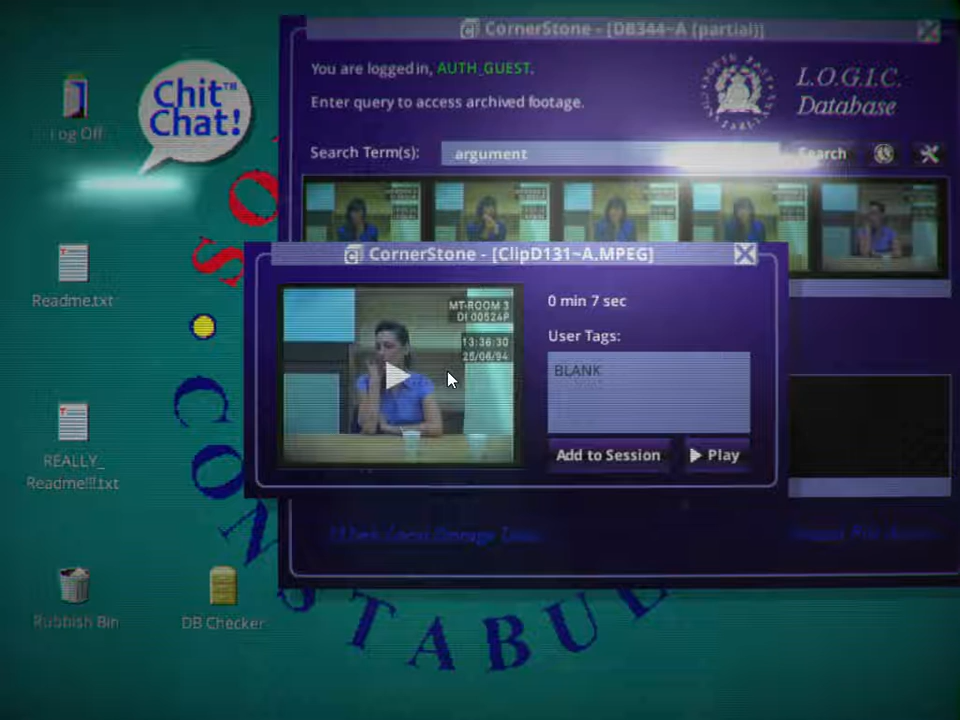 CornerStone - [DB344~A (partial)]
You are logged in, AUTH_GUEST.
Enter query to access archived footage.
L.O.G.I.C.
Database
Search Term(s):
argument
Search
Chit
Chat!
TM
Log Off
Readme.txt
REALLY_
Readme!!!.txt
Rubbish Bin
DB Checker
CornerStone - [ClipD131~A.MPEG]
MT-ROOM 3
DI 00524P
13:36:30
25/06/94
0 min 7 sec
User Tags:
BLANK
Add to Session
Play